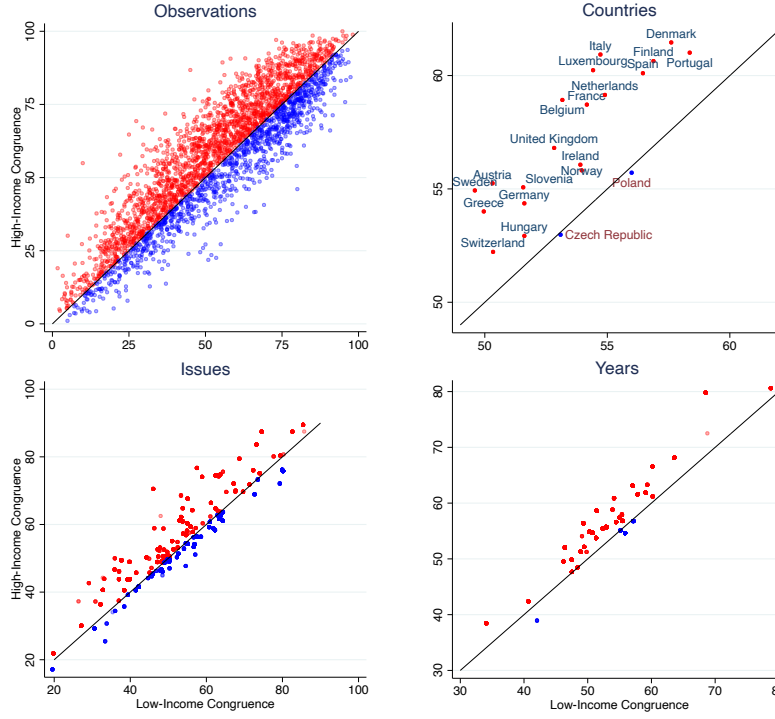 Observations
High-Income Congruence
100
75
50
25
0
0 25 50 75 100
Countries
60
55
50
50 55 60
Denmark
Italy
Finland
Luxembourg
Spain
Portugal
Netherlands
France
Belgium
United Kingdom
Ireland
Norway
Austria
Slovenia
Sweden
Poland
Germany
Greece
Hungary
Czech Republic
Switzerland
Issues
High-Income Congruence
100
80
60
40
20
20 40 60 80 100
Low-Income Congruence
Years
80
70
60
50
40
30
30 40 50 60 70 80
Low-Income Congruence